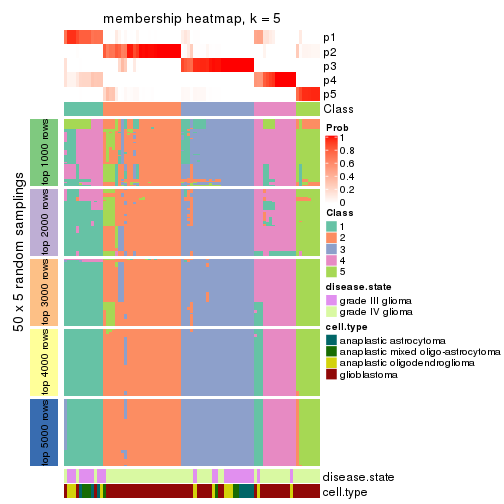 membership heatmap, k = 5
p1
p2
p3
p4
p5
Class
50 x 5 random samplings
top 1000 rows
top 2000 rows
top 3000 rows
top 4000 rows
top 5000 rows
disease.state
cell.type
Prob
1
0.8
0.6
0.4
0.2
0
Class
1
2
3
4
5
disease.state
grade III glioma
grade IV glioma
cell.type
anaplastic astrocytoma
anaplastic mixed oligo-astrocytoma
anaplastic oligodendroglioma
glioblastoma